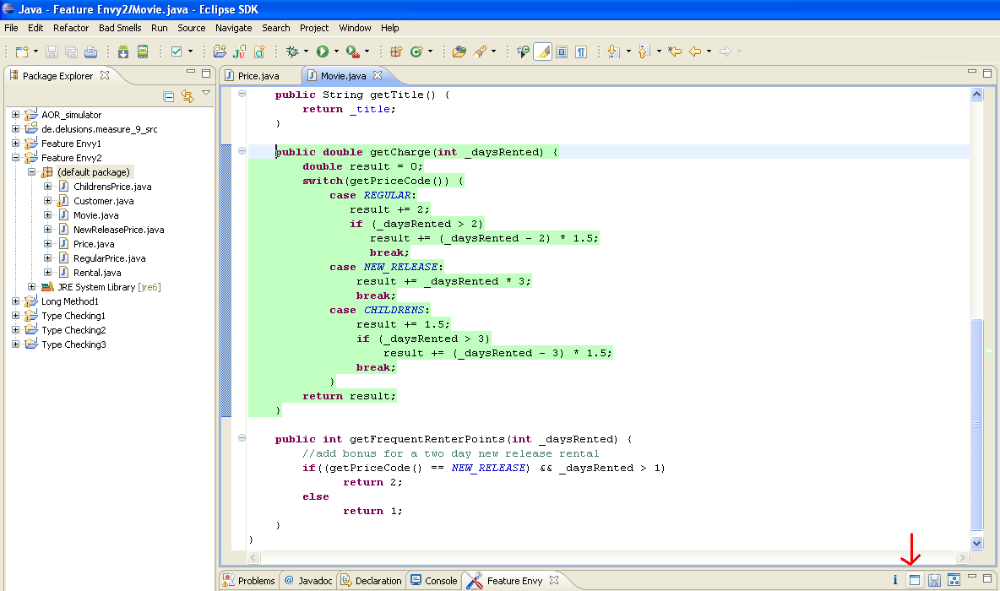 Java - Feature Envy2/Movie.java - Eclipse SDK
File Edit Refactor Bad Smells Run Source Navigate Search Project Window Help
Package Explorer
AOR_simulator
de.delusions.measure_9_src
Feature Envy1
Feature Envy2
(default package)
ChildrensPrice.java
Customer.java
Movie.java
NewReleasePrice.java
Price.java
RegularPrice.java
Rental.java
JRE System Library [jre6]
Long Method1
Type Checking1
Type Checking2
Type Checking3
Price.java Movie.java
public String getTitle() {
return _title;
}
public double getCharge(int _daysRented) {
double result = 0;
switch(getPriceCode()) {
case REGULAR:
result += 2;
if (_daysRented > 2)
result += (_daysRented - 2) * 1.5;
break;
case NEW_RELEASE:
result += _daysRented * 3;
break;
case CHILDRENS:
result += 1.5;
if (_daysRented > 3)
result += (_daysRented - 3) * 1.5;
break;
}
return result;
}
public int getFrequentRenterPoints(int _daysRented) {
//add bonus for a two day new release rental
if((getPriceCode() == NEW_RELEASE) && _daysRented > 1)
return 2;
else
return 1;
}
}
Problems @ Javadoc Declaration Console Feature Envy